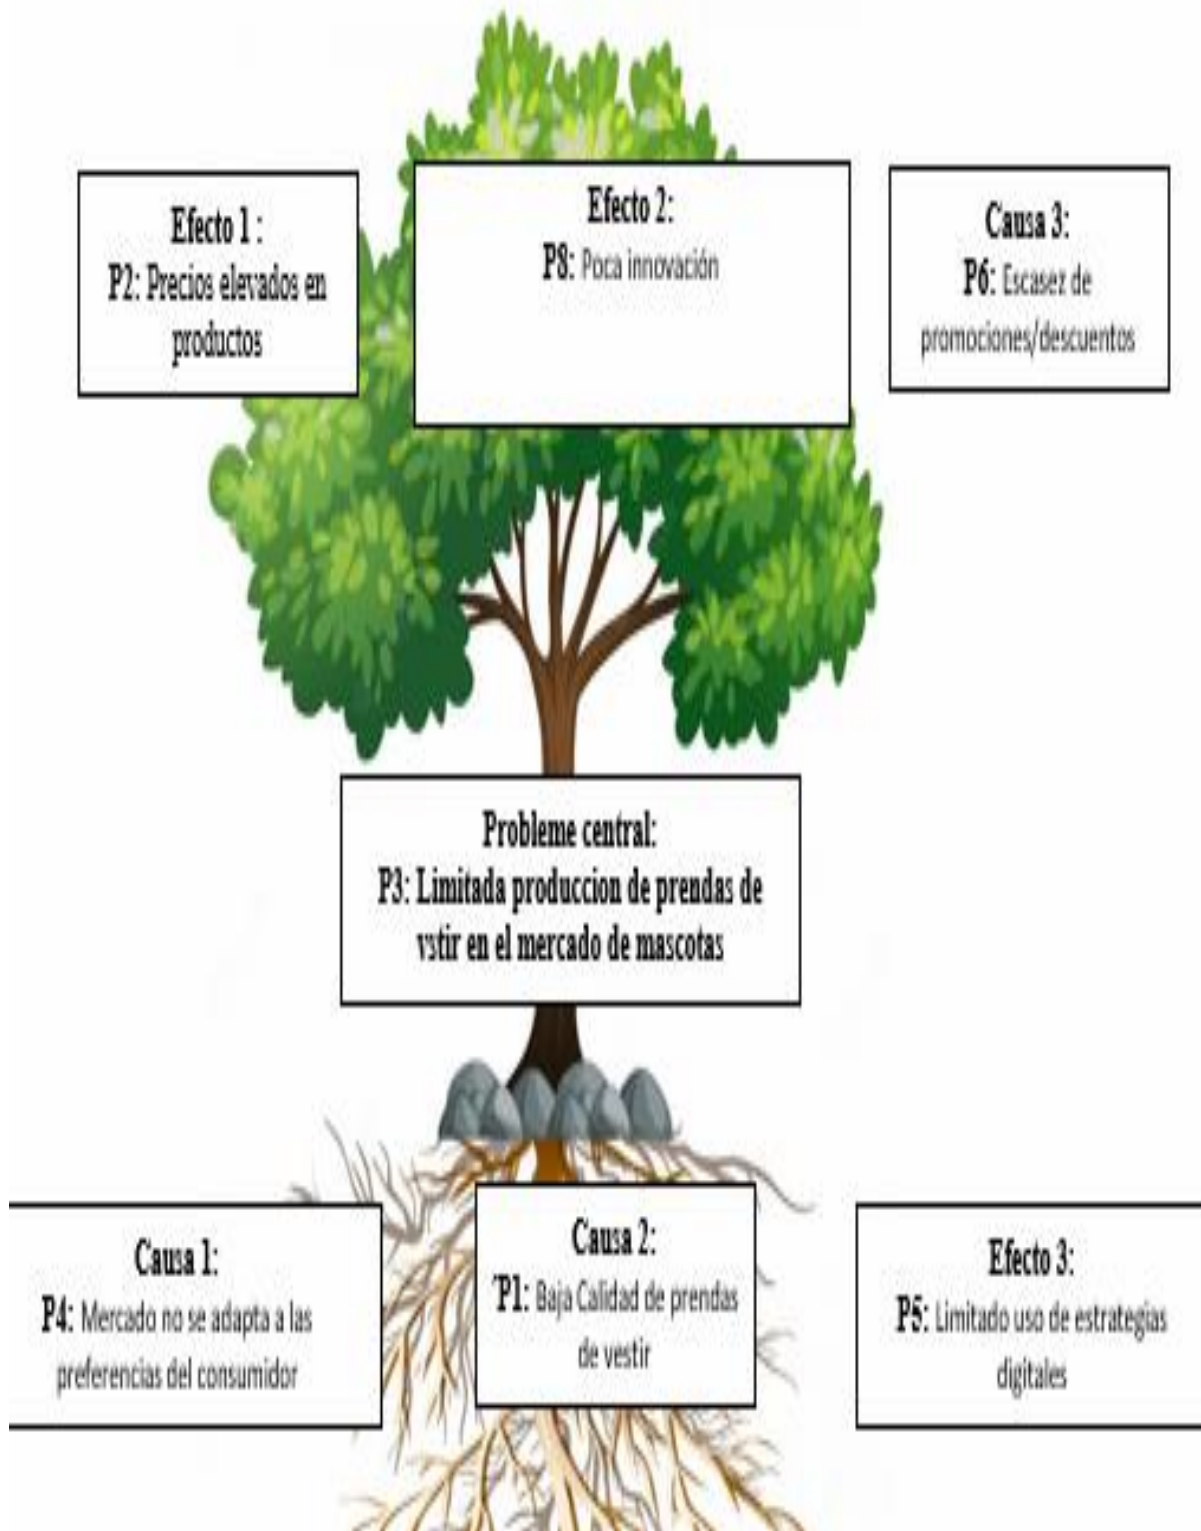 Efecto 1 :
P2: Precios elevados en
productos
Efecto 2:
P8: Poca innovación
Causa 3:
P6: Escasez de
promociones/descuentos
Probleme central:
P3: Limitada produccion de prendas de
vstir en el mercado de mascotas
Causa 1:
P4: Mercado no se adapta a las
preferencias del consumidor
Causa 2:
P1: Baja Calidad de prendas
de vestir
Efecto 3:
P5: Limitado uso de estrategias
digitales